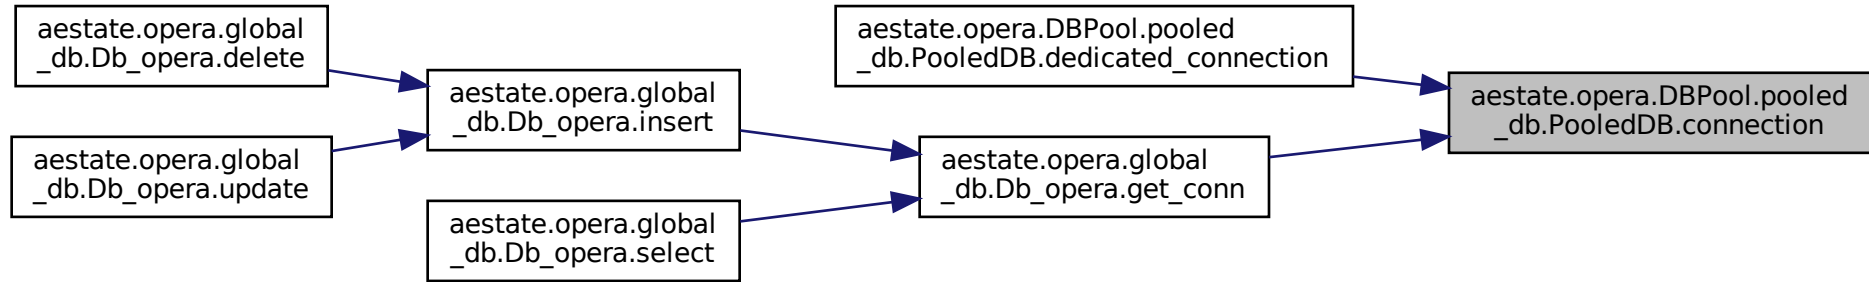 aestate.opera.global
_db.Db_opera.delete
aestate.opera.global
_db.Db_opera.update
aestate.opera.global
_db.Db_opera.insert
aestate.opera.global
_db.Db_opera.select
aestate.opera.DBPool.pooled
_db.PooledDB.dedicated_connection
aestate.opera.global
_db.Db_opera.get_conn
aestate.opera.DBPool.pooled
_db.PooledDB.connection